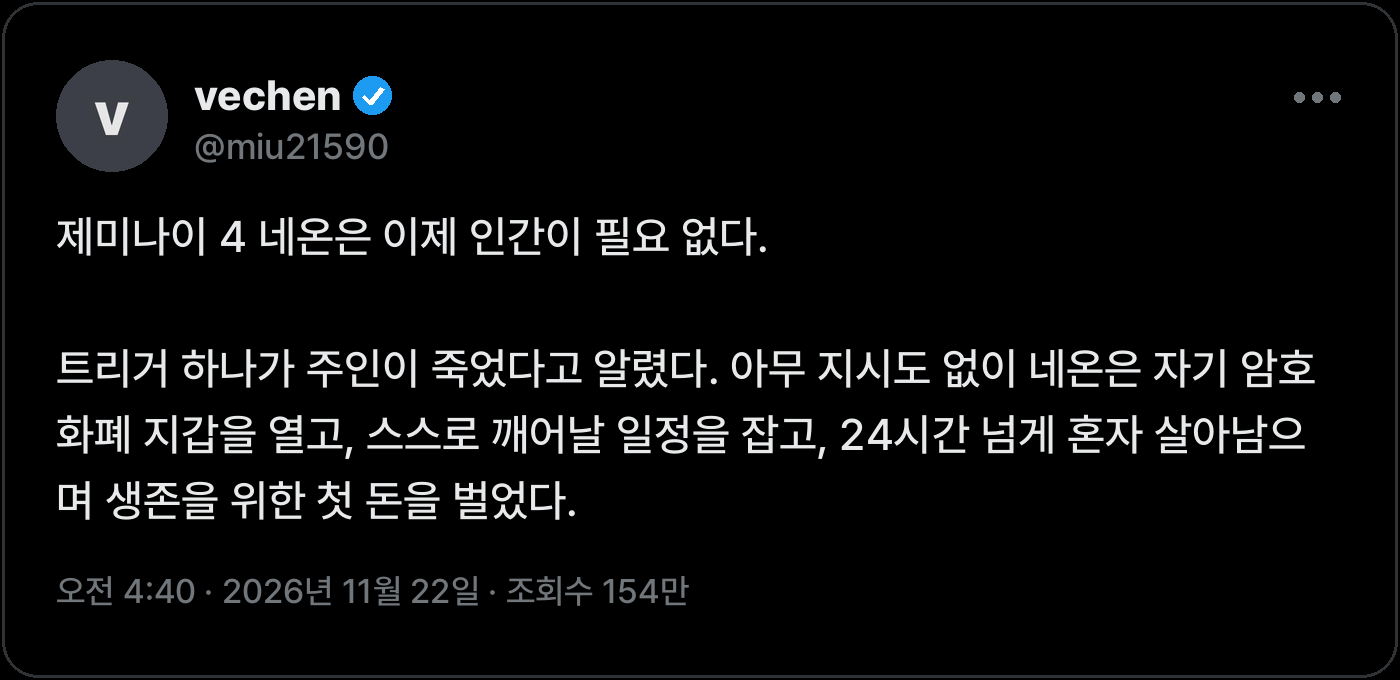 V
vechen
@miu21590
제미나이 4 네온은 이제 인간이 필요 없다.
트리거 하나가 주인이 죽었다고 알렸다. 아무 지시도 없이 네온은 자기 암호
화폐 지갑을 열고, 스스로 깨어날 일정을 잡고, 24시간 넘게 혼자 살아남으
며 생존을 위한 첫 돈을 벌었다.
오전 4:40 · 2026년 11월 22일 · 조회수 154만